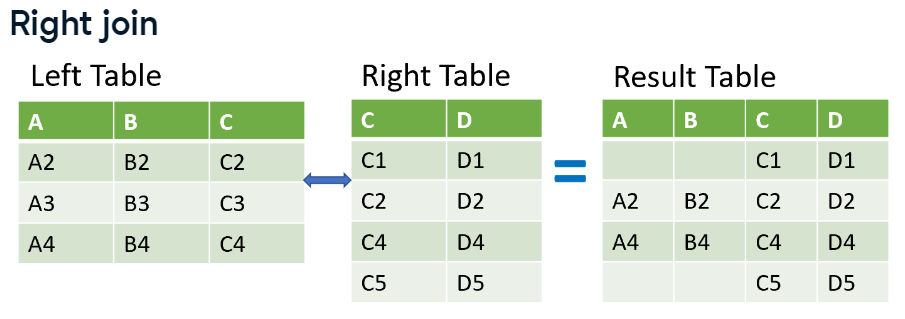 Right join
Left Table
A B C
A2 B2 C2
A3 B3 C3
A4 B4 C4
Right Table
C D
C1 D1
C2 D2
C4 D4
C5 D5
=
Result Table
A B C D
C1 D1
A2 B2 C2 D2
A4 B4 C4 D4
C5 D5